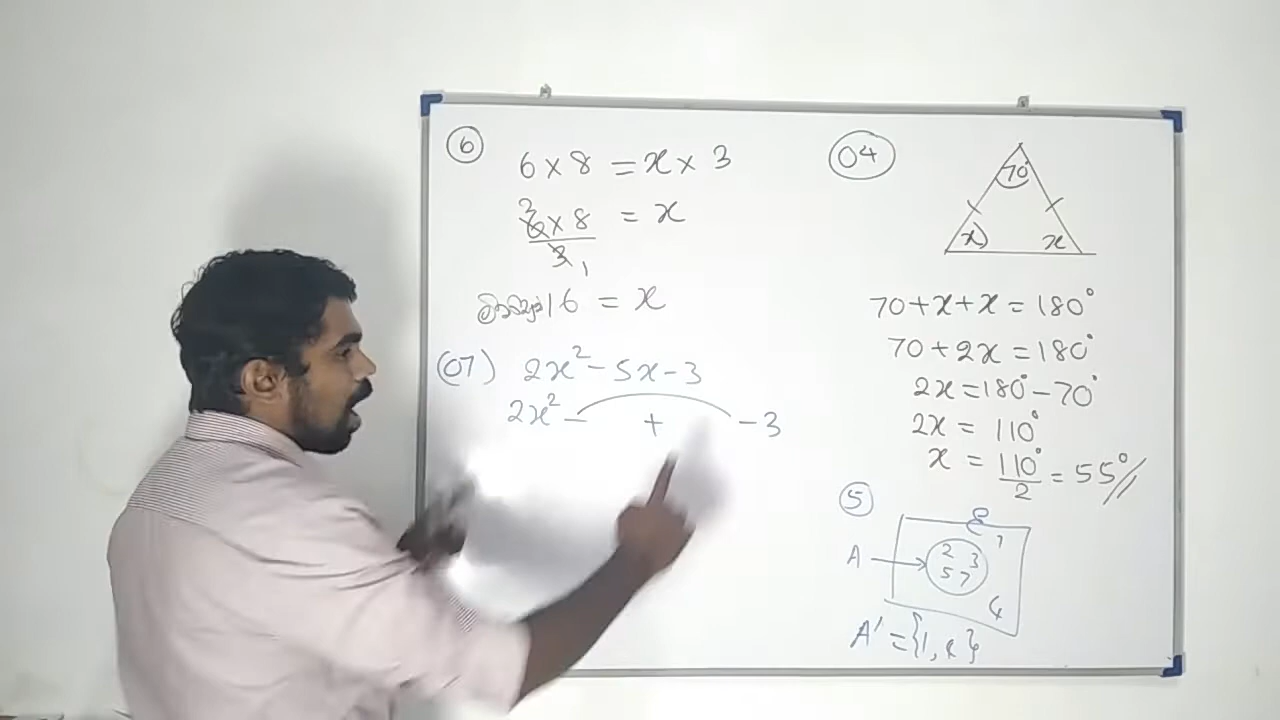 6
6 × 8 = x × 3
2
6 × 8 = x
3 1
16 = x
(07) 2x² - 5x - 3
2x² - + - 3
04
70°
x x
70 + x + x = 180°
70 + 2x = 180°
2x = 180° - 70°
2x = 110°
x = 110°/2 = 55°//
5
ε
A
2 3 1
5 7
4
A' = {1, 4}